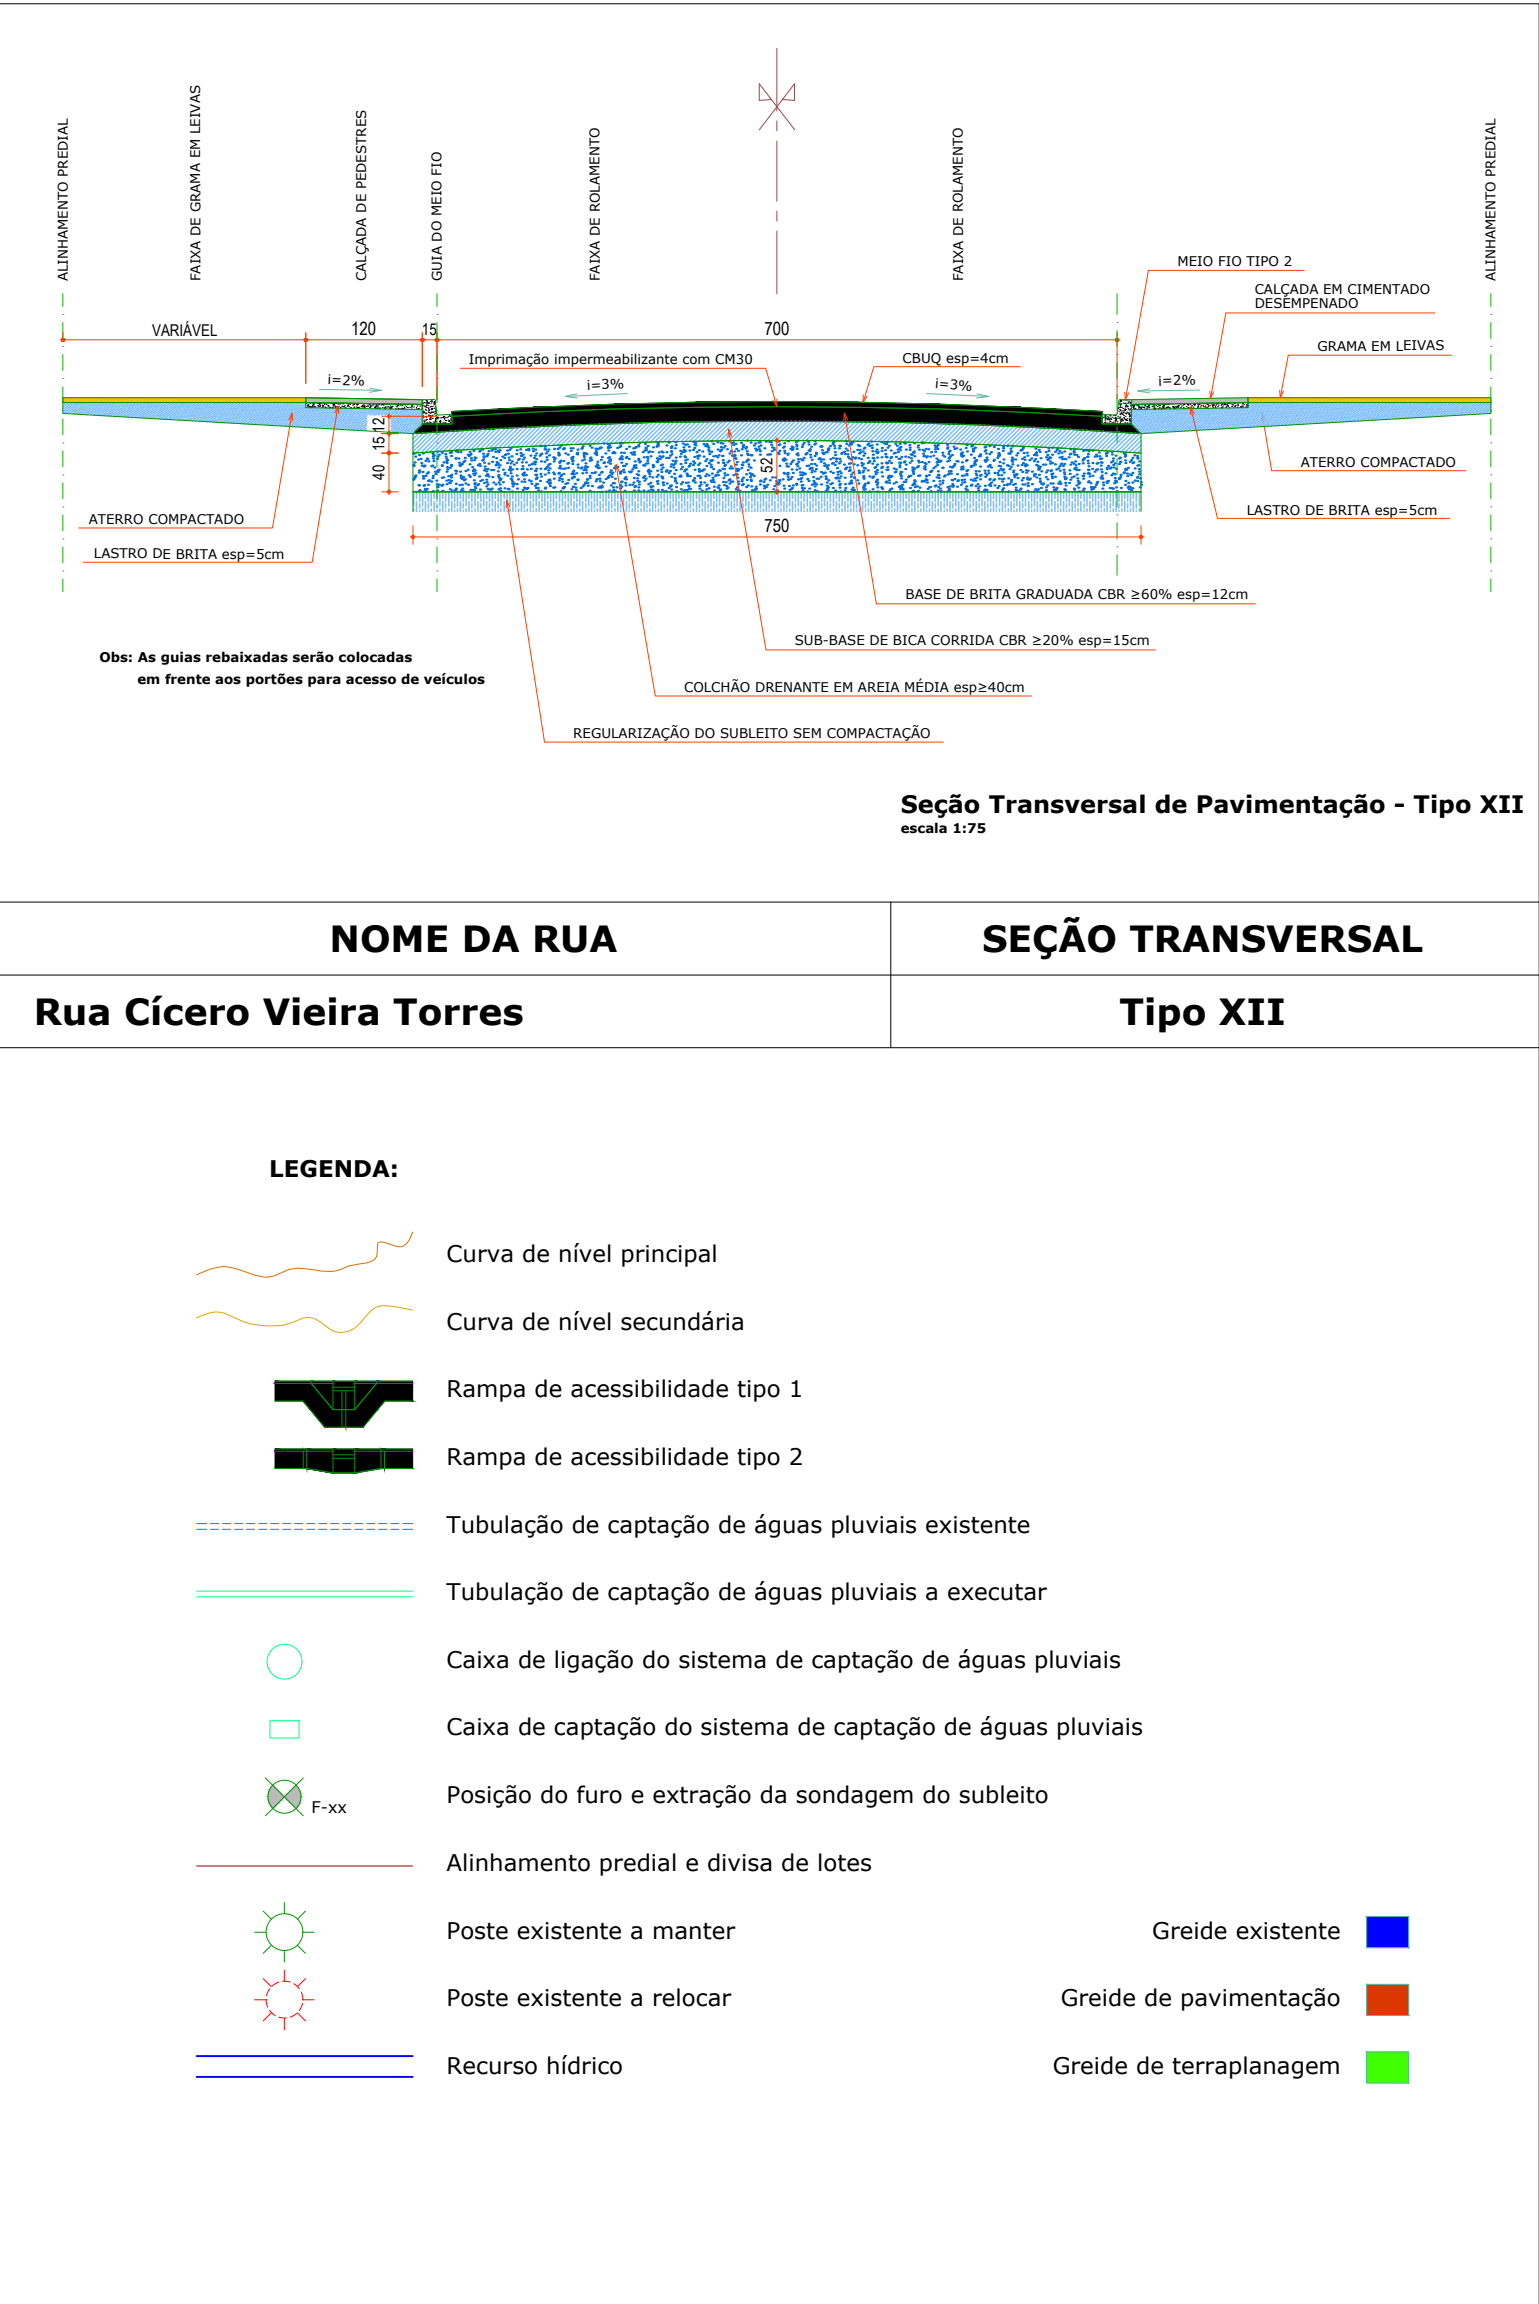 ALINHAMENTO PREDIAL
FAIXA DE GRAMA EM LEIVAS
CALÇADA DE PEDESTRES
GUIA DO MEIO FIO
FAIXA DE ROLAMENTO
FAIXA DE ROLAMENTO
ALINHAMENTO PREDIAL
MEIO FIO TIPO 2
CALÇADA EM CIMENTADO
DESEMPENADO
GRAMA EM LEIVAS
VARIÁVEL
120
15
700
Imprimação impermeabilizante com CM30
CBUQ esp=4cm
i=2%
i=3%
i=3%
i=2%
12
15
40
52
ATERRO COMPACTADO
LASTRO DE BRITA esp=5cm
ATERRO COMPACTADO
LASTRO DE BRITA esp=5cm
750
BASE DE BRITA GRADUADA CBR ≥60% esp=12cm
SUB-BASE DE BICA CORRIDA CBR ≥20% esp=15cm
COLCHÃO DRENANTE EM AREIA MÉDIA esp≥40cm
REGULARIZAÇÃO DO SUBLEITO SEM COMPACTAÇÃO
Obs: As guias rebaixadas serão colocadas
em frente aos portões para acesso de veículos
Seção Transversal de Pavimentação - Tipo XII
escala 1:75
NOME DA RUA
SEÇÃO TRANSVERSAL
Rua Cícero Vieira Torres
Tipo XII
LEGENDA:
Curva de nível principal
Curva de nível secundária
Rampa de acessibilidade tipo 1
Rampa de acessibilidade tipo 2
Tubulação de captação de águas pluviais existente
Tubulação de captação de águas pluviais a executar
Caixa de ligação do sistema de captação de águas pluviais
Caixa de captação do sistema de captação de águas pluviais
F-xx
Posição do furo e extração da sondagem do subleito
Alinhamento predial e divisa de lotes
Poste existente a manter
Greide existente
Poste existente a relocar
Greide de pavimentação
Recurso hídrico
Greide de terraplanagem